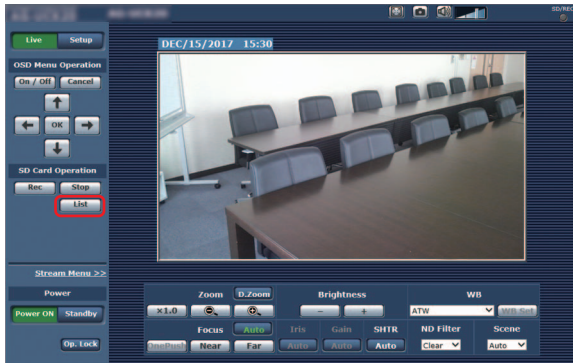 SD/REC
Live Setup
DEC/15/2017 15:30
OSD Menu Operation
On / Off Cancel
OK
SD Card Operation
Rec Stop
List
Stream Menu >>
Power
Power ON Standby
Op. Lock
Zoom D.Zoom Brightness WB
×1.0 - + ATW WB Set
Focus Auto Iris Gain SHTR ND Filter Scene
OnePush Near Far Auto Auto Auto Clear Auto